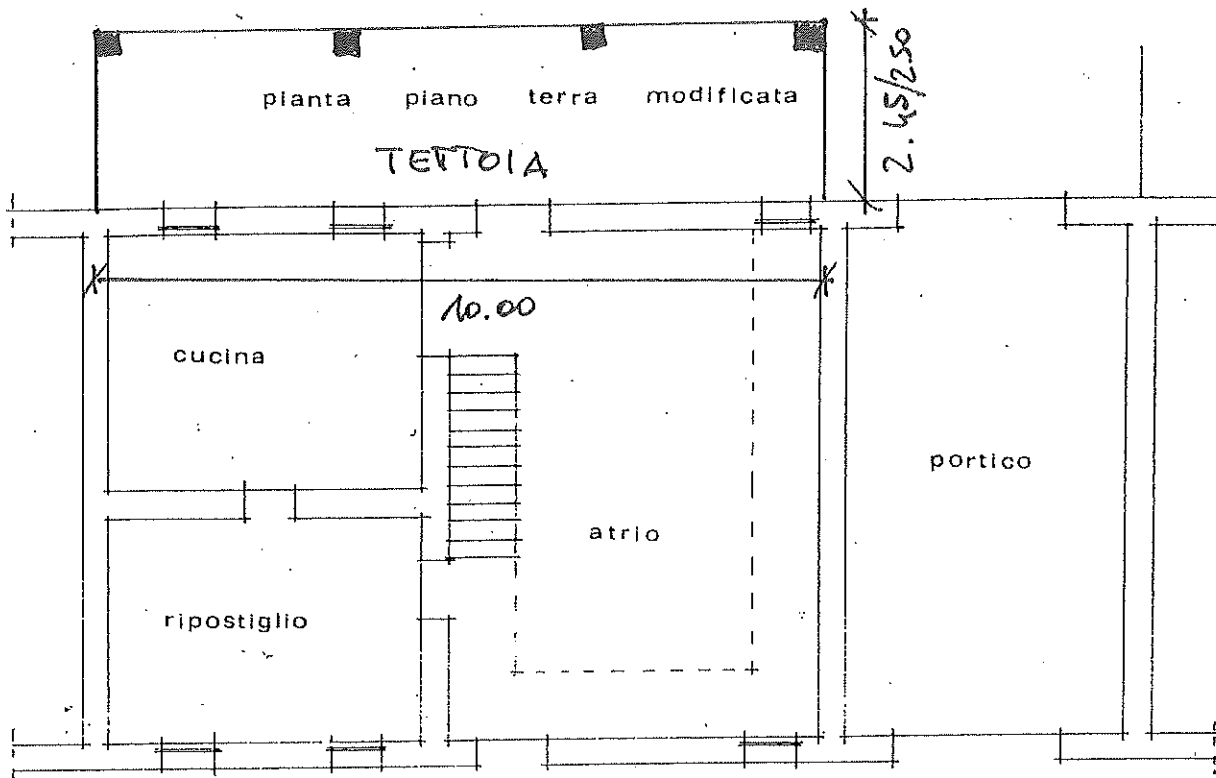 pianta piano terra modificata
TETTOIA
2.45/2.50
10.00
cucina
portico
atrio
ripostiglio